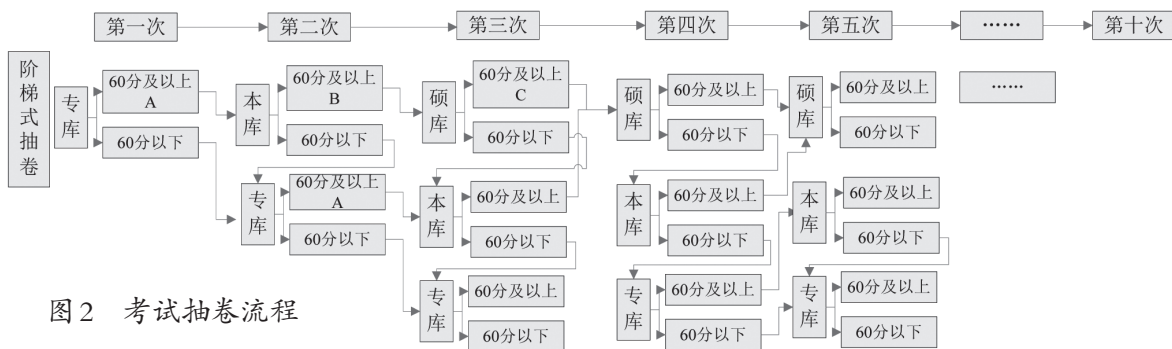 第一次
第二次
第三次
第四次
第五次
……
第十次
阶梯式抽卷
专库
60分及以上
A
60分以下
本库
60分及以上
B
60分以下
专库
60分及以上
A
60分以下
硕库
60分及以上
C
60分以下
本库
60分及以上
60分以下
专库
60分及以上
60分以下
硕库
60分及以上
60分以下
本库
60分及以上
60分以下
专库
60分及以上
60分以下
硕库
60分及以上
60分以下
本库
60分及以上
60分以下
专库
60分及以上
60分以下
……
图2 考试抽卷流程